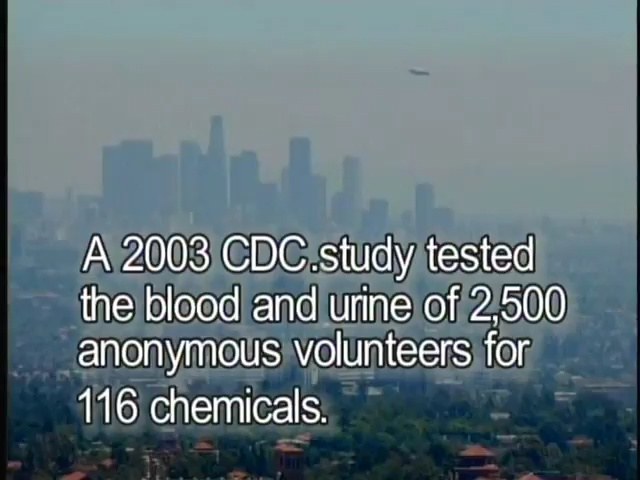 A 2003 CDC.study tested
the blood and urine of 2,500
anonymous volunteers for
116 chemicals.